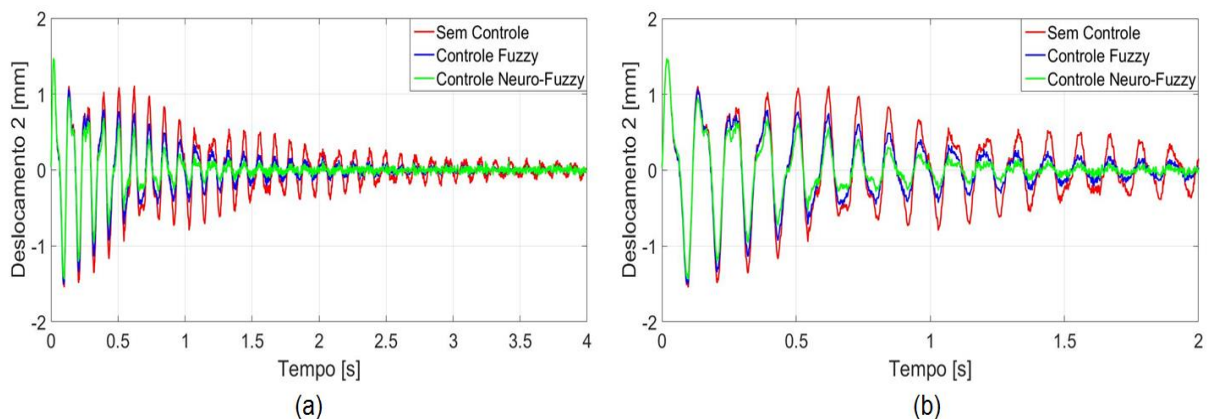 2
1
0
-1
-2
Deslocamento 2 [mm]
Sem Controle
Controle Fuzzy
Controle Neuro-Fuzzy
0 0.5 1 1.5 2 2.5 3 3.5 4
Tempo [s]
(a)
2
1
0
-1
-2
Deslocamento 2 [mm]
Sem Controle
Controle Fuzzy
Controle Neuro-Fuzzy
0 0.5 1 1.5 2
Tempo [s]
(b)